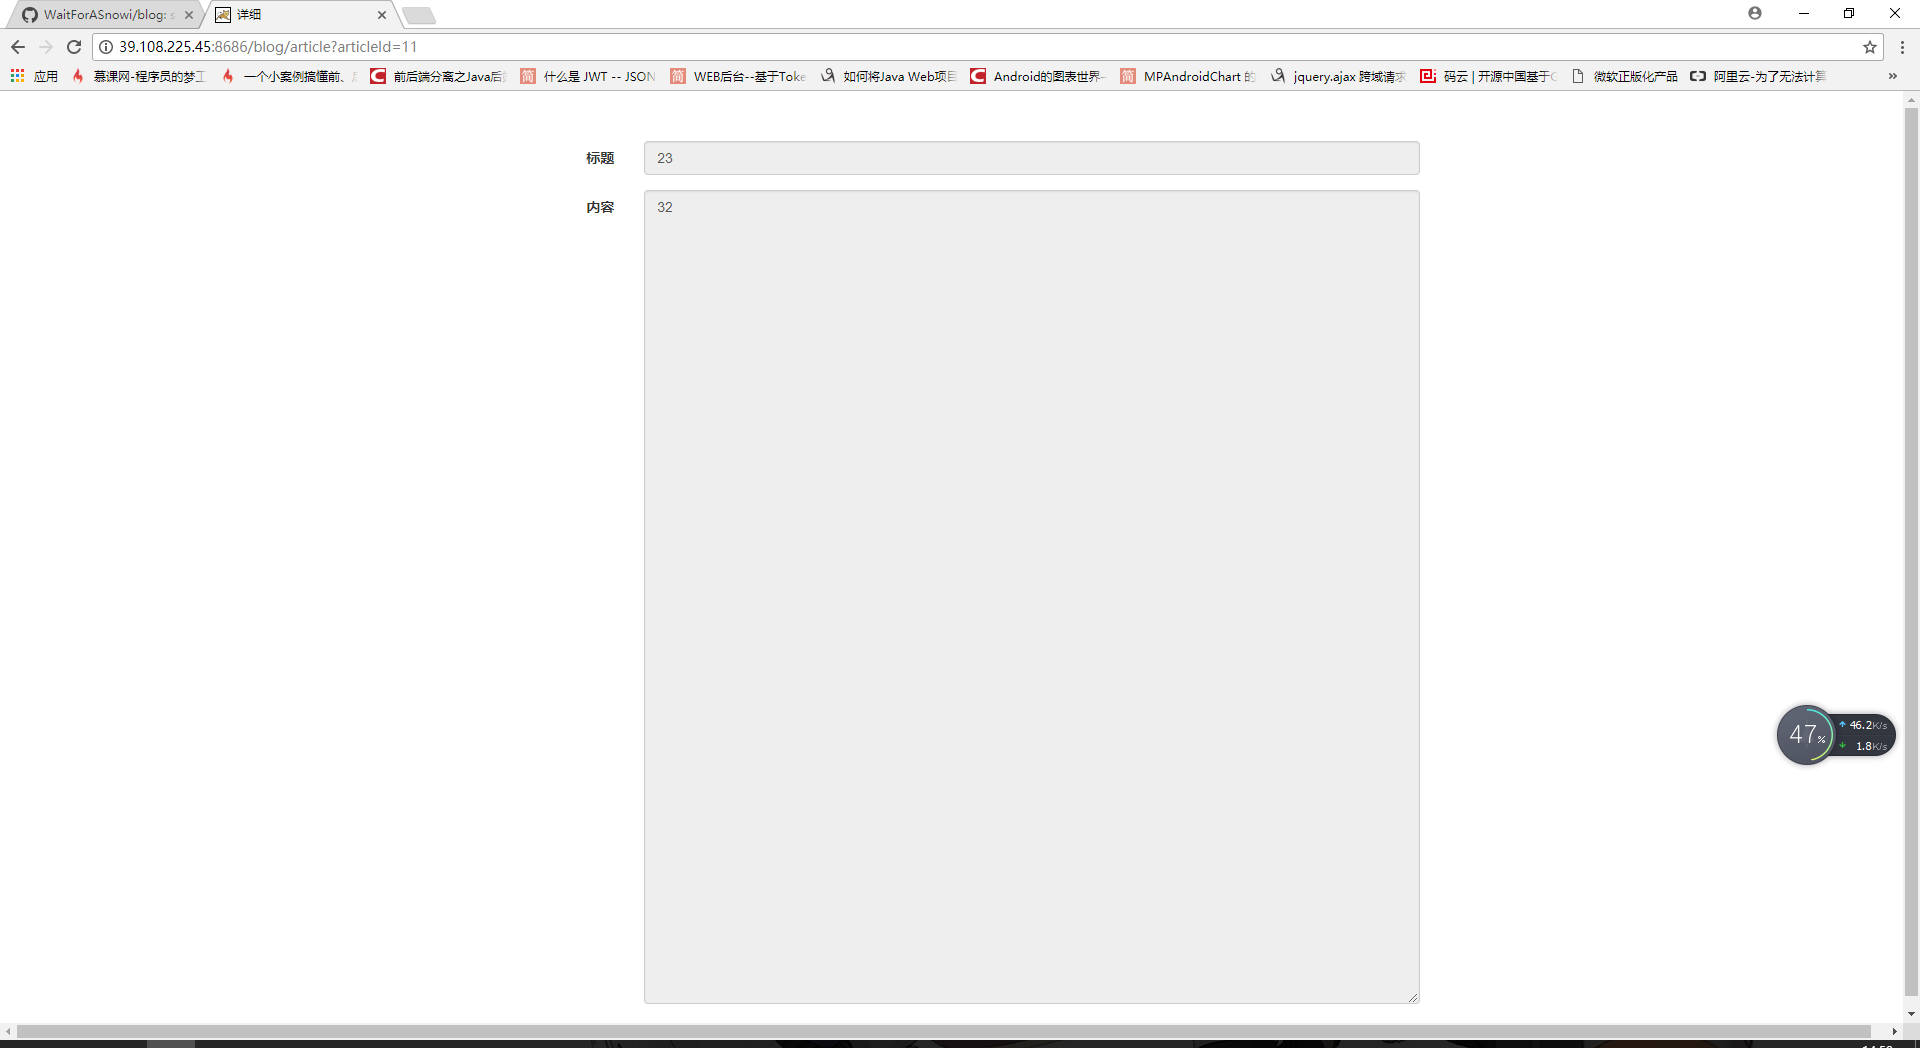 WaitForASnowi/blog:
详细
39.108.225.45:8686/blog/article?articleId=11
应用
慕课网-程序员的梦工
一个小案例搞懂前、
前后端分离之Java后
什么是 JWT -- JSON
WEB后台--基于Toke
如何将Java Web项目
Android的图表世界
MPAndroidChart 的
jquery.ajax 跨域请求
码云 | 开源中国基于
微软正版化产品
阿里云-为了无法计算
标题
23
内容
32
47%
46.2K/s
1.8K/s